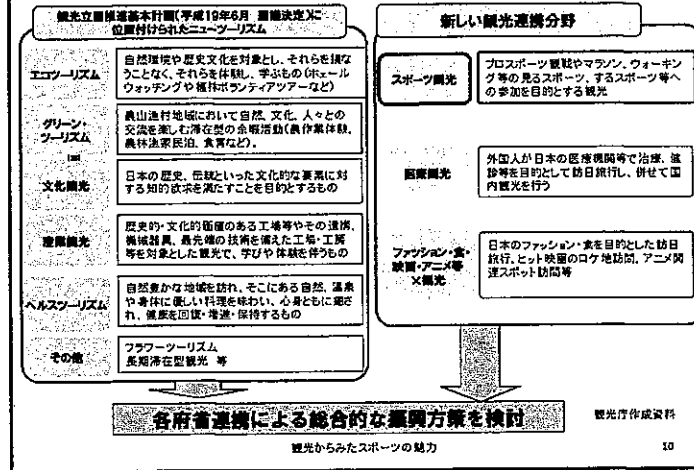 観光立国推進基本計画(平成19年6月 閣議決定)に
位置付けられたニューツーリズム
エコツーリズム
自然環境や歴史文化を対象とし、それらを損な
うことなく、それらを体験し、学ぶもの(ホエール
ウォッチングや植林ボランティアツアーなど)
グリーン・
ツーリズム
農山漁村地域において自然、文化、人々との
交流を楽しむ滞在型の余暇活動(農作業体験、
農林漁家民泊、食育など)。
文化観光
日本の歴史、伝統といった文化的な要素に対
する知的欲求を満たすことを目的とするもの
産業観光
歴史的・文化的価値のある工場等やその遺構、
機械器具、最先端の技術を備えた工場・工房
等を対象とした観光で、学びや体験を伴うもの
ヘルスツーリズム
自然豊かな地域を訪れ、そこにある自然、温泉
や身体に優しい料理を味わい、心身ともに癒さ
れ、健康を回復・増進・保持するもの
その他
フラワーツーリズム
長期滞在型観光 等
新しい観光連携分野
スポーツ観光
プロスポーツ観戦やマラソン、ウォーキン
グ等の見るスポーツ、するスポーツ等へ
の参加を目的とする観光
医療観光
外国人が日本の医療機関等で治療、健
診等を目的として訪日旅行し、併せて国
内観光を行う
ファッション・食・
映画・アニメ等
×観光
日本のファッション・食を目的とした訪日
旅行、ヒット映画のロケ地訪問、アニメ関
連スポット訪問等
各府省連携による総合的な振興方策を検討
観光庁作成資料
観光からみたスポーツの魅力
10